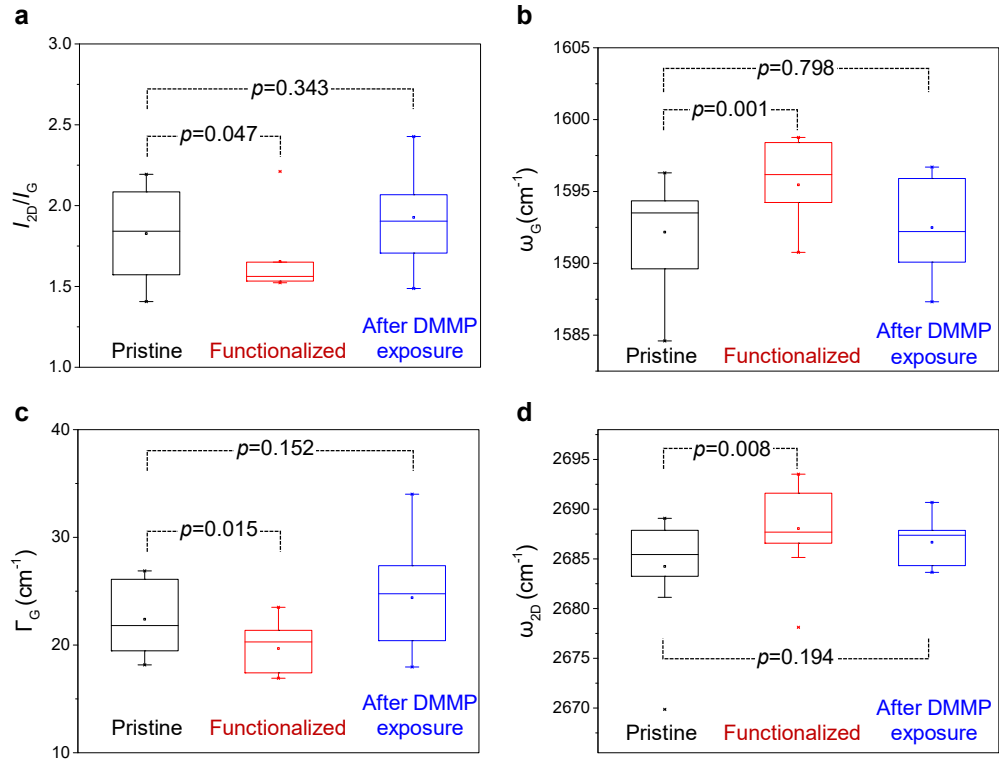 a
3.0
2.5
2.0
1.5
1.0
I2D/IG
p=0.343
p=0.047
Pristine
Functionalized
After DMMP
exposure
b
1605
1600
1595
1590
1585
ωG(cm-1)
p=0.798
p=0.001
Pristine
Functionalized
After DMMP
exposure
c
40
30
20
10
ΓG (cm-1)
p=0.152
p=0.015
Pristine
Functionalized
After DMMP
exposure
d
2695
2690
2685
2680
2675
2670
ω2D (cm-1)
p=0.008
p=0.194
Pristine
Functionalized
After DMMP
exposure